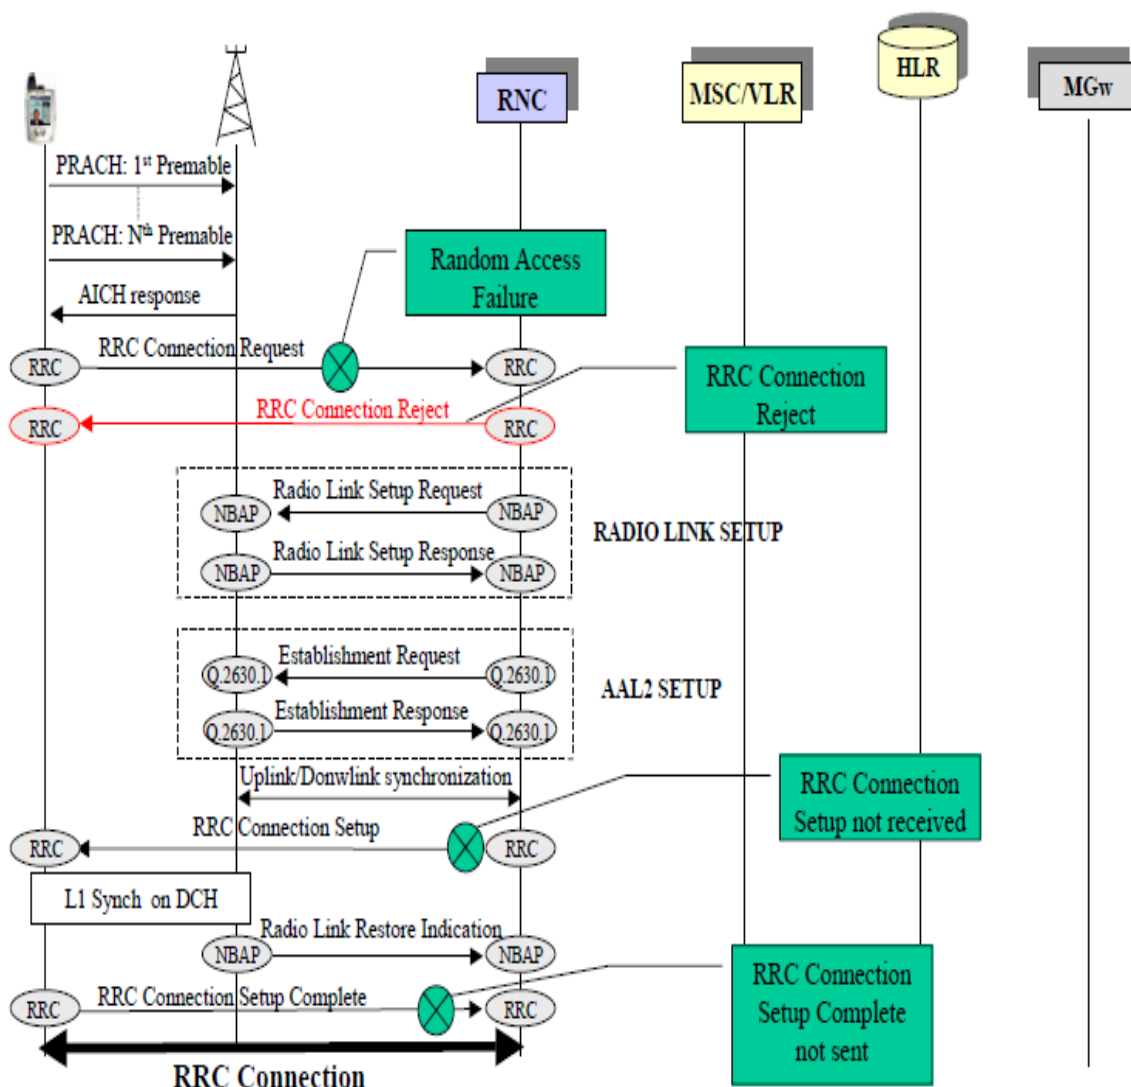 HLR
RNC
MSC/VLR
MGw
PRACH: 1st Premable
PRACH: Nth Premable
Random Access
Failure
AICH response
RRC Connection Request
RRC
RRC
RRC Connection
Reject
RRC Connection Reject
RRC
RRC
Radio Link Setup Request
NBAP
NBAP
RADIO LINK SETUP
Radio Link Setup Response
NBAP
NBAP
Establishment Request
Q.2630.1
Q.2630.1
AAL2 SETUP
Establishment Response
Q.2630.1
Q.2630.1
Uplink/Donwlink synchronization
RRC Connection
Setup not received
RRC Connection Setup
RRC
RRC
L1 Synch on DCH
Radio Link Restore Indication
NBAP
NBAP
RRC Connection
Setup Complete
not sent
RRC Connection Setup Complete
RRC
RRC
RRC Connection